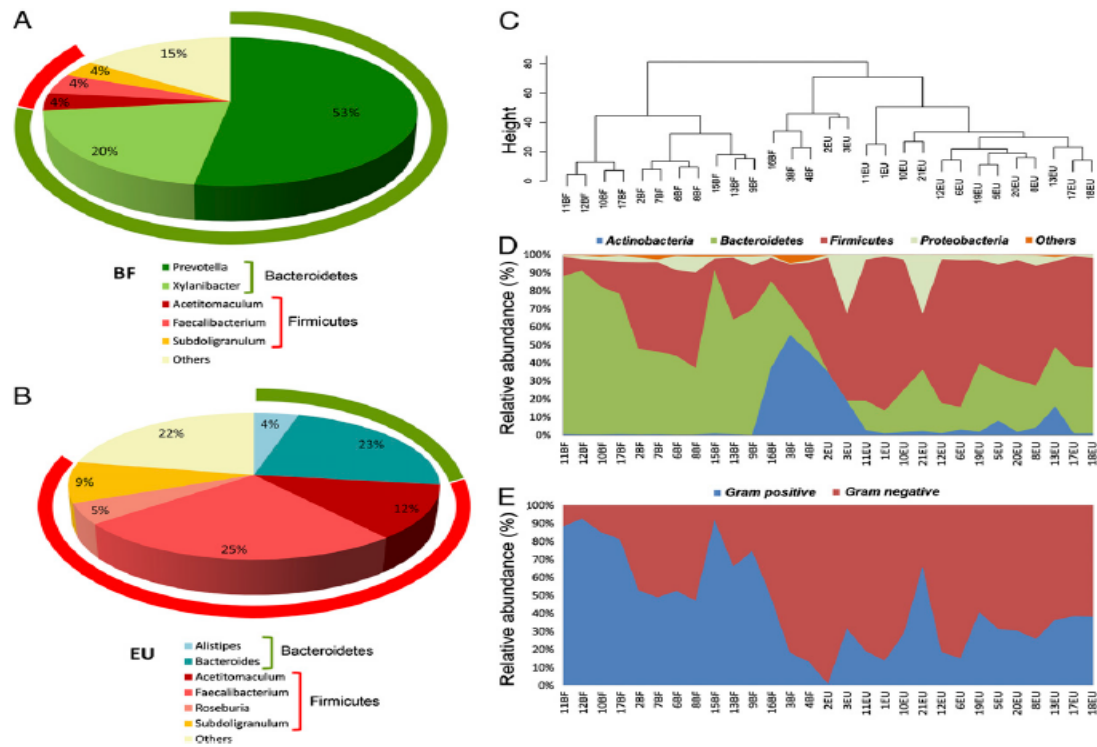 A
15%
4%
4%
4%
53%
20%
BF
Prevotella
Xylanibacter
Bacteroidetes
Acetitomaculum
Faecalibacterium
Subdoligranulum
Firmicutes
Others
B
22%
4%
23%
9%
12%
5%
25%
EU
Alistipes
Bacteroides
Bacteroidetes
Acetitomaculum
Faecalibacterium
Roseburia
Subdoligranulum
Firmicutes
Others
C
Height
80
60
40
20
0
11BF 12BF 10BF 17BF 2BF 7BF 6BF 8BF 15BF 13BF 9BF 16BF 3BF 4BF 2EU 3EU 11EU 1EU 10EU 21EU 12EU 6EU 19EU 5EU 20EU 8EU 13EU 17EU 18EU
D
Actinobacteria Bacteroidetes Firmicutes Proteobacteria Others
Relative abundance (%)
100%
90%
80%
70%
60%
50%
40%
30%
20%
10%
0%
11BF 12BF 10BF 17BF 2BF 7BF 6BF 8BF 15BF 13BF 9BF 16BF 3BF 4BF 2EU 3EU 11EU 1EU 10EU 21EU 12EU 6EU 19EU 5EU 20EU 8EU 13EU 17EU 18EU
E
Gram positive Gram negative
Relative abundance (%)
100%
90%
80%
70%
60%
50%
40%
30%
20%
10%
0%
11BF 12BF 10BF 17BF 2BF 7BF 6BF 8BF 15BF 13BF 9BF 16BF 3BF 4BF 2EU 3EU 11EU 1EU 10EU 21EU 12EU 6EU 19EU 5EU 20EU 8EU 13EU 17EU 18EU